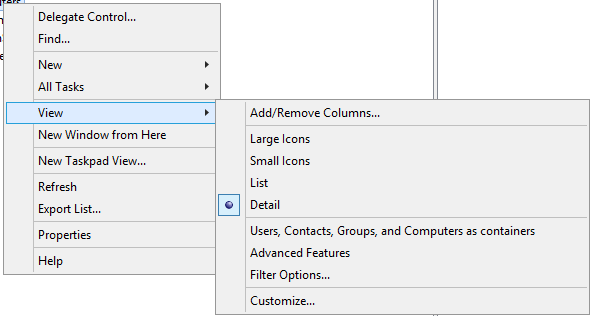 Delegate Control...
Find...
New
All Tasks
View
New Window from Here
New Taskpad View...
Refresh
Export List...
Properties
Help
Add/Remove Columns...
Large Icons
Small Icons
List
Detail
Users, Contacts, Groups, and Computers as containers
Advanced Features
Filter Options...
Customize...